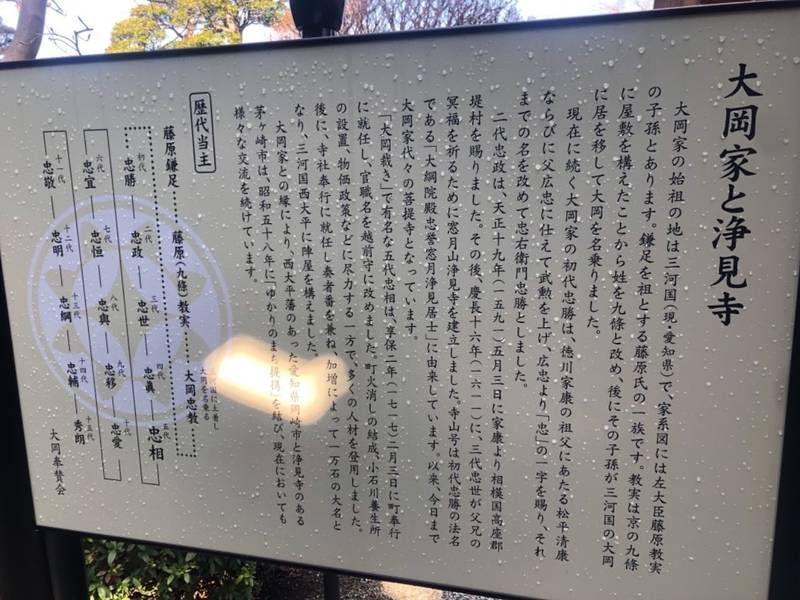 大岡家と浄見寺
大岡家の始祖の地は三河国(現・愛知県)で、家系図には左大臣藤原教実
の子孫とあります。鎌足を祖とする藤原氏の一族です。教実は京の九條
に屋敷を構えたことから姓を九條と改め、後にその子孫が三河国の大岡
に居を移して大岡を名乗りました。
現在に続く大岡家の初代忠勝は、徳川家康の祖父にあたる松平清康
ならびに父広忠に仕えて武勲を上げ、広忠より「忠」の一字を賜り、それ
までの名を改めて忠右衛門忠勝としました。
二代忠政は、天正十九年(一五九一)五月三日に家康より相模国高座郡
堤村を賜りました。その後、慶長十六年(一六一一)に、三代忠世が父兄の
冥福を祈るために窓月山浄見寺を建立しました。寺山号は初代忠勝の法名
である「大綱院殿忠誉窓月浄見居士」に由来しています。以来、今日まで
大岡家代々の菩提寺となっています。
「大岡裁き」で有名な五代忠相は、享保二年(一七一七)二月三日に町奉行
に就任し、官職名を越前守に改めました。町火消しの結成、小石川養生所
の設置、物価政策などに尽力する一方で、多くの人材を登用しました。
後に、寺社奉行に就任し奏者番を兼ね、加増によって一万石の大名と
なり、三河国西大平に陣屋を構えました。
大岡家との縁により、西大平藩のあった愛知県岡崎市と浄見寺のある
茅ヶ崎市は、昭和五十八年に「ゆかりのまち提携」を結び、現在においても
様々な交流を続けています。
歴代当主
藤原鎌足 藤原(九條)教実 大岡忠教
三河国に土着し
大岡を名乗る
初代 二代 三代 四代 五代
忠勝 忠政 忠世 忠真 忠相
六代 七代 八代 九代 十代
忠宜 忠恒 忠與 忠移 忠愛
十一代 十二代 十三代 十四代 十五代
忠敬 忠明 忠綱 忠輔 秀朗
大岡奉賛会